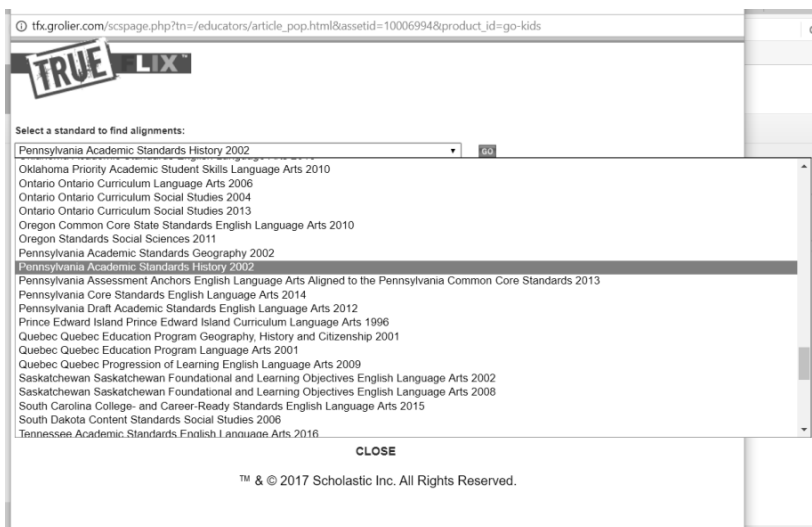 tfx.grolier.com/scspage.php?tn=/educators/article_pop.html&assetid=10006994&product_id=go-kids
TRUE FLIX™
Select a standard to find alignments:
Pennsylvania Academic Standards History 2002 GO
Oklahoma Academic Standards English Language Arts
Oklahoma Priority Academic Student Skills Language Arts 2010
Ontario Ontario Curriculum Language Arts 2006
Ontario Ontario Curriculum Social Studies 2004
Ontario Ontario Curriculum Social Studies 2013
Oregon Common Core State Standards English Language Arts 2010
Oregon Standards Social Sciences 2011
Pennsylvania Academic Standards Geography 2002
Pennsylvania Academic Standards History 2002
Pennsylvania Assessment Anchors English Language Arts Aligned to the Pennsylvania Common Core Standards 2013
Pennsylvania Core Standards English Language Arts 2014
Pennsylvania Draft Academic Standards English Language Arts 2012
Prince Edward Island Prince Edward Island Curriculum Language Arts 1996
Quebec Quebec Education Program Geography, History and Citizenship 2001
Quebec Quebec Education Program Language Arts 2001
Quebec Quebec Progression of Learning English Language Arts 2009
Saskatchewan Saskatchewan Foundational and Learning Objectives English Language Arts 2002
Saskatchewan Saskatchewan Foundational and Learning Objectives English Language Arts 2008
South Carolina College- and Career-Ready Standards English Language Arts 2015
South Dakota Content Standards Social Studies 2006
Tennessee Academic Standards English Language Arts 2016
CLOSE
™ & © 2017 Scholastic Inc. All Rights Reserved.